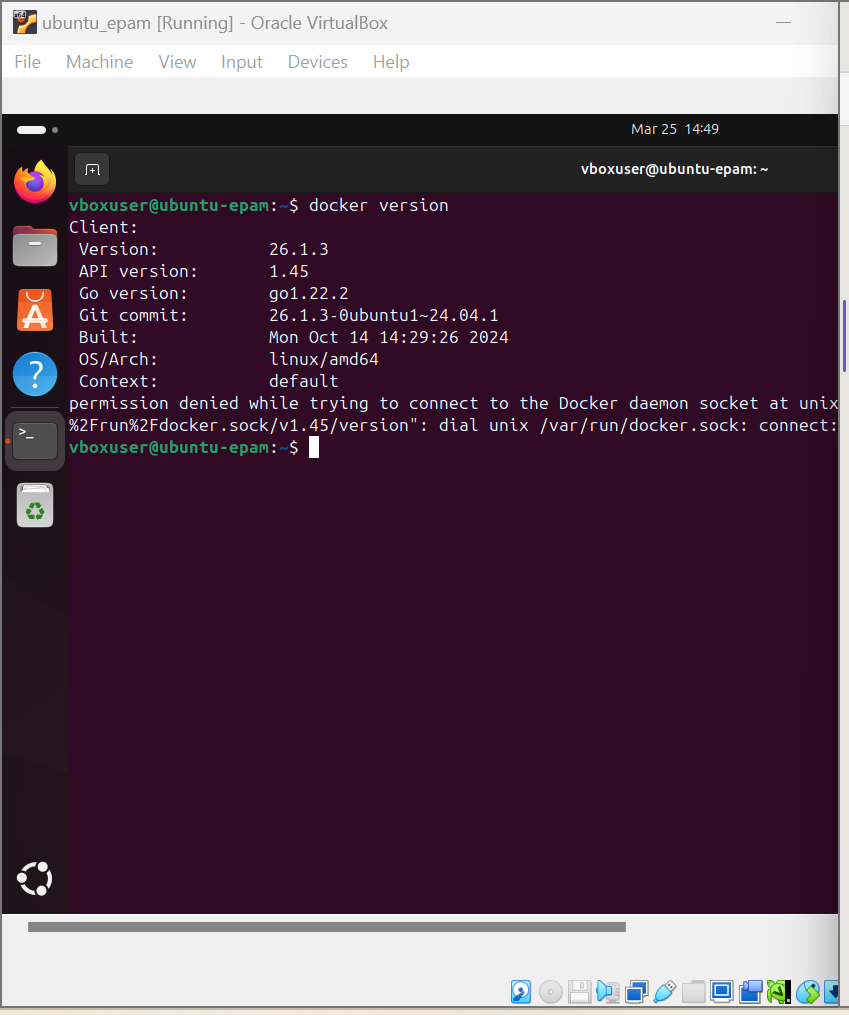 ubuntu_epam [Running] - Oracle VirtualBox
File Machine View Input Devices Help
Mar 25 14:49
vboxuser@ubuntu-epam: ~
vboxuser@ubuntu-epam:~$ docker version
Client:
Version: 26.1.3
API version: 1.45
Go version: go1.22.2
Git commit: 26.1.3-0ubuntu1~24.04.1
Built: Mon Oct 14 14:29:26 2024
OS/Arch: linux/amd64
Context: default
permission denied while trying to connect to the Docker daemon socket at unix
%2Frun%2Fdocker.sock/v1.45/version": dial unix /var/run/docker.sock: connect:
vboxuser@ubuntu-epam:~$